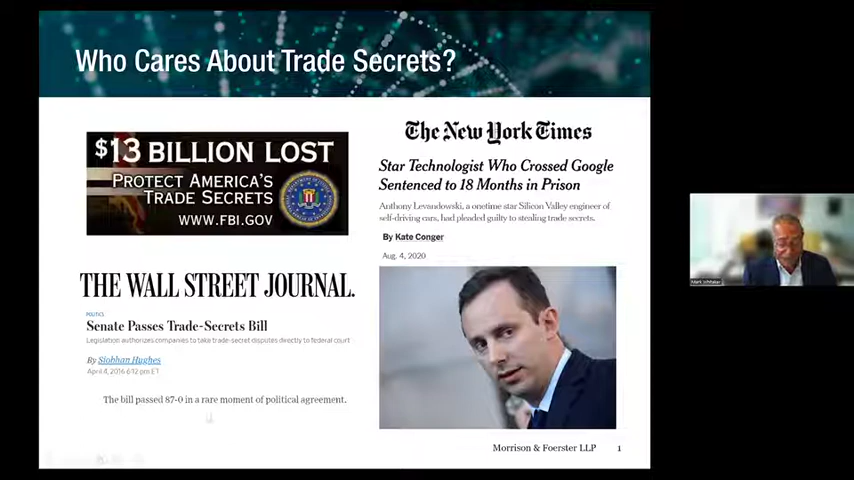 Who Cares About Trade Secrets?
$13 BILLION LOST
PROTECT AMERICA'S
TRADE SECRETS
WWW.FBI.GOV
THE WALL STREET JOURNAL.
POLITICS
Senate Passes Trade-Secrets Bill
Legislation authorizes companies to take trade-secret disputes directly to federal court
By Siobhan Hughes
April 4, 2016 6:12 pm ET
The bill passed 87-0 in a rare moment of political agreement.
The New York Times
Star Technologist Who Crossed Google
Sentenced to 18 Months in Prison
Anthony Levandowski, a onetime star Silicon Valley engineer of
self-driving cars, had pleaded guilty to stealing trade secrets.
By Kate Conger
Aug. 4, 2020
Morrison & Foerster LLP 1
Mark Whitaker